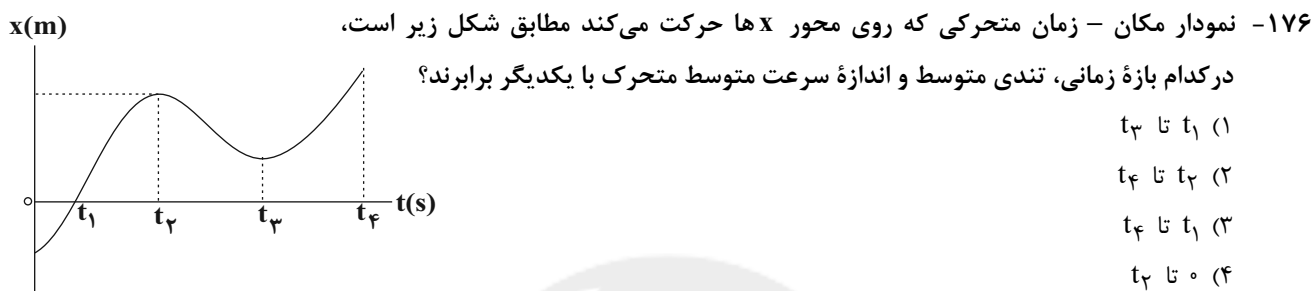 ۱۷۶- نمودار مکان – زمان متحرکی که روی محور x ها حرکت می‌کند مطابق شکل زیر است،
درکدام بازهٔ زمانی، تندی متوسط و اندازهٔ سرعت متوسط متحرک با یکدیگر برابرند؟
۱) t₁ تا t₃
۲) t₂ تا t₄
۳) t₁ تا t₄
۴) ۰ تا t₂
x(m)
o t₁ t₂ t₃ t₄ t(s)